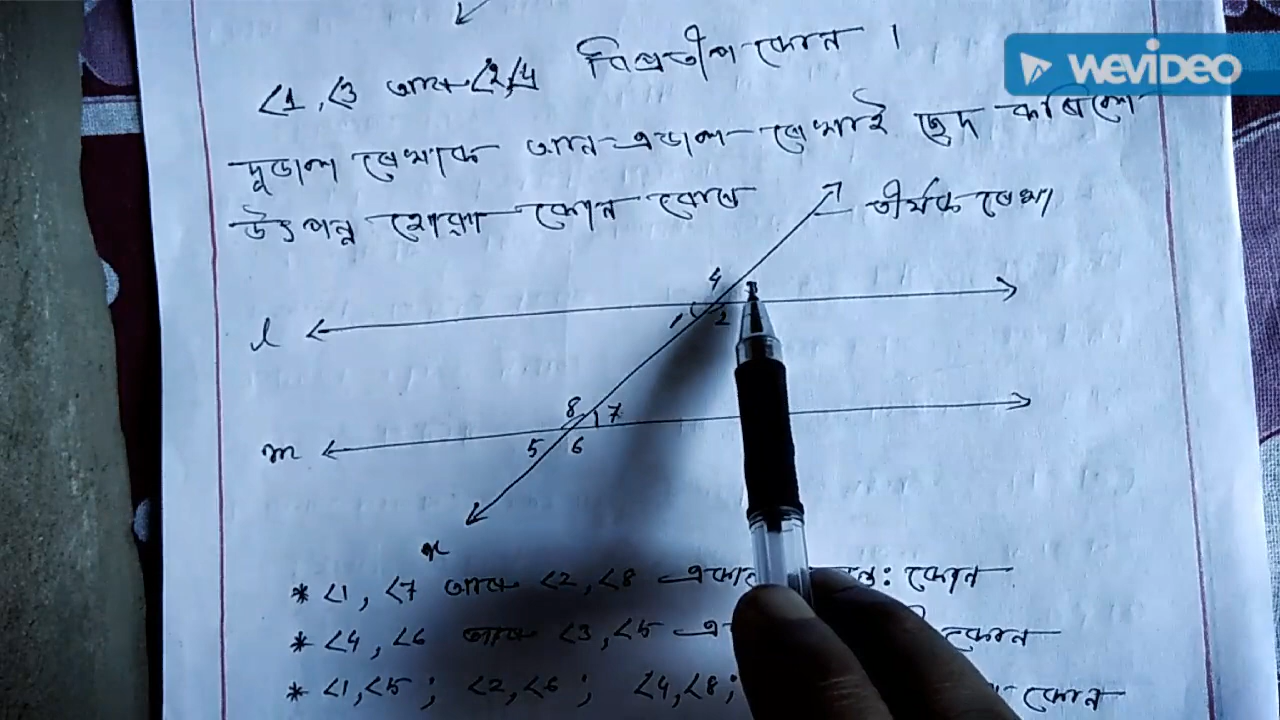 WEVIDEO
<1, <3 আৰু <2,<4 বিপ্ৰতীপ কোন ।
দুডাল ৰেখাক আন এডাল ৰেখাই ছেদ কৰিলে
উৎপন্ন হোৱা কোন বোৰ
তীৰ্যক ৰেখা
4 3
l 1 2
8 7
m 5 6
n
* <1, <7 আৰু <2, <8 একান্তৰ অন্ত: কোন
* <4, <6 আৰু <3, <5 কোন
* <1, <5 ; <2, <6 ; <4, <8; কোন